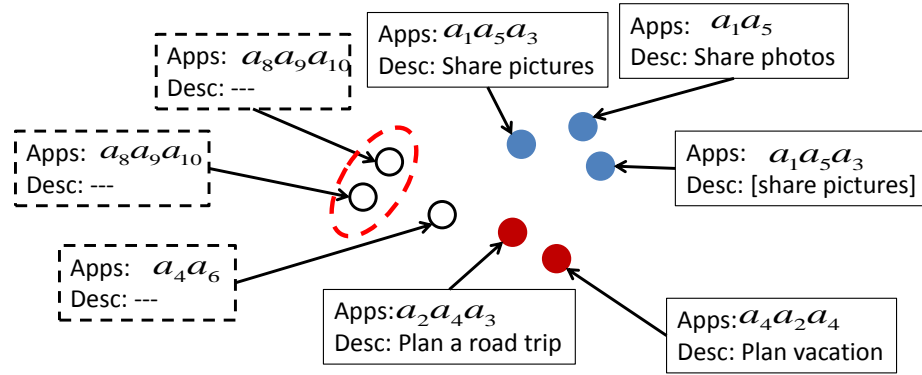 Apps: a₈a₉a₁₀
Desc: ---
Apps: a₁a₅a₃
Desc: Share pictures
Apps: a₁a₅
Desc: Share photos
Apps: a₈a₉a₁₀
Desc: ---
Apps: a₁a₅a₃
Desc: [share pictures]
Apps: a₄a₆
Desc: ---
Apps: a₂a₄a₃
Desc: Plan a road trip
Apps: a₄a₂a₄
Desc: Plan vacation